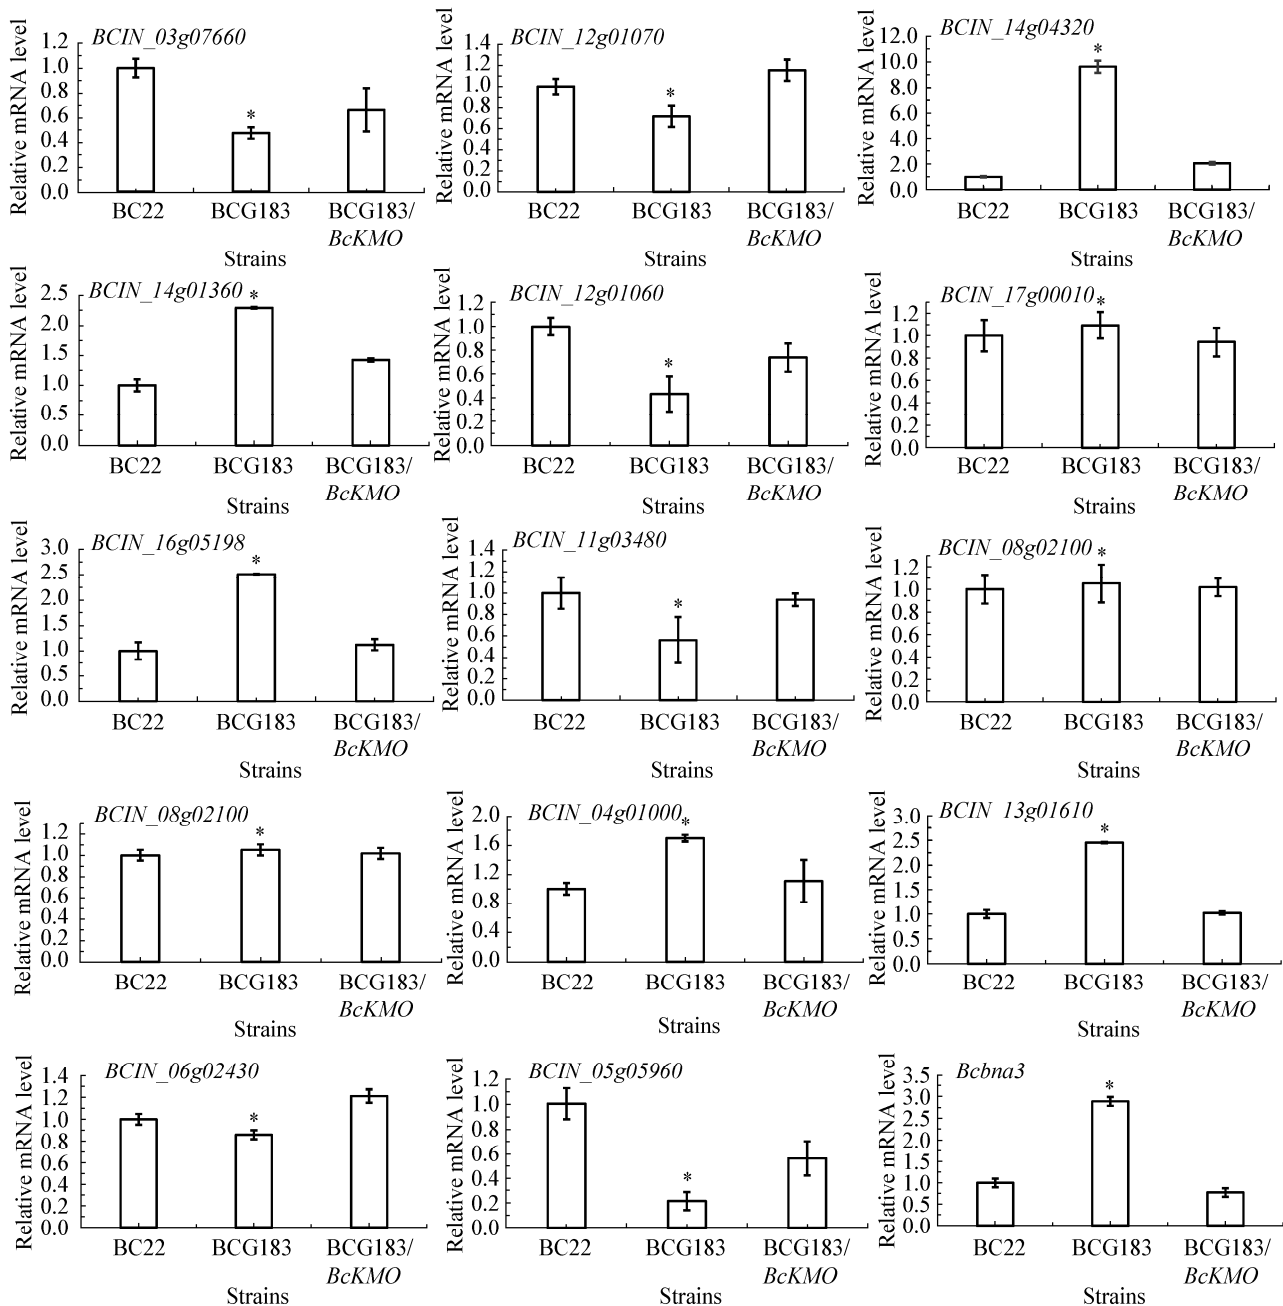 BCIN_03g07660
Relative mRNA level
1.2
1.0
0.8
0.6
0.4
0.2
0.0
*
BC22 BCG183 BCG183/
BcKMO
Strains
BCIN_12g01070
Relative mRNA level
1.4
1.2
1.0
0.8
0.6
0.4
0.2
0.0
*
BC22 BCG183 BCG183/
BcKMO
Strains
BCIN_14g04320
Relative mRNA level
12.0
10.0
8.0
6.0
4.0
2.0
0.0
*
BC22 BCG183 BCG183/
BcKMO
Strains
BCIN_14g01360
Relative mRNA level
2.5
2.0
1.5
1.0
0.5
0.0
*
BC22 BCG183 BCG183/
BcKMO
Strains
BCIN_12g01060
Relative mRNA level
1.2
1.0
0.8
0.6
0.4
0.2
0.0
*
BC22 BCG183 BCG183/
BcKMO
Strains
BCIN_17g00010
Relative mRNA level
1.2
1.0
0.8
0.6
0.4
0.2
0.0
*
BC22 BCG183 BCG183/
BcKMO
Strains
BCIN_16g05198
Relative mRNA level
3.0
2.5
2.0
1.5
1.0
0.5
0.0
*
BC22 BCG183 BCG183/
BcKMO
Strains
BCIN_11g03480
Relative mRNA level
1.4
1.2
1.0
0.8
0.6
0.4
0.2
0.0
*
BC22 BCG183 BCG183/
BcKMO
Strains
BCIN_08g02100
Relative mRNA level
1.2
1.0
0.8
0.6
0.4
0.2
0.0
*
BC22 BCG183 BCG183/
BcKMO
Strains
BCIN_08g02100
Relative mRNA level
1.2
1.0
0.8
0.6
0.4
0.2
0.0
*
BC22 BCG183 BCG183/
BcKMO
Strains
BCIN_04g01000
Relative mRNA level
2.0
1.6
1.2
0.8
0.4
0.0
*
BC22 BCG183 BCG183/
BcKMO
Strains
BCIN_13g01610
Relative mRNA level
3.0
2.5
2.0
1.5
1.0
0.5
0.0
*
BC22 BCG183 BCG183/
BcKMO
Strains
BCIN_06g02430
Relative mRNA level
1.4
1.2
1.0
0.8
0.6
0.4
0.2
0.0
*
BC22 BCG183 BCG183/
BcKMO
Strains
BCIN_05g05960
Relative mRNA level
1.2
1.0
0.8
0.6
0.4
0.2
0.0
*
BC22 BCG183 BCG183/
BcKMO
Strains
Bcbna3
Relative mRNA level
3.5
3.0
2.5
2.0
1.5
1.0
0.5
0.0
*
BC22 BCG183 BCG183/
BcKMO
Strains